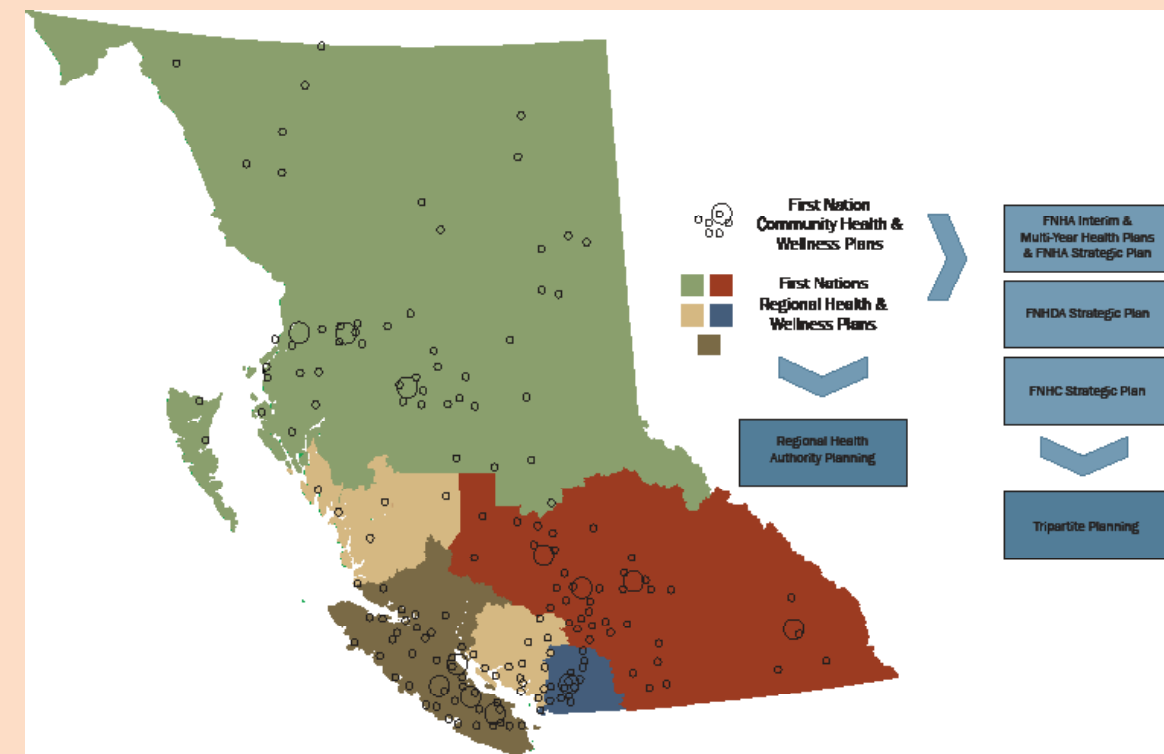 First Nation
Community Health &
Wellness Plans
First Nations
Regional Health &
Wellness Plans
Regional Health
Authority Planning
FNHA Interim &
Multi-Year Health Plans
& FNHA Strategic Plan
FNHDA Strategic Plan
FNHC Strategic Plan
Tripartite Planning